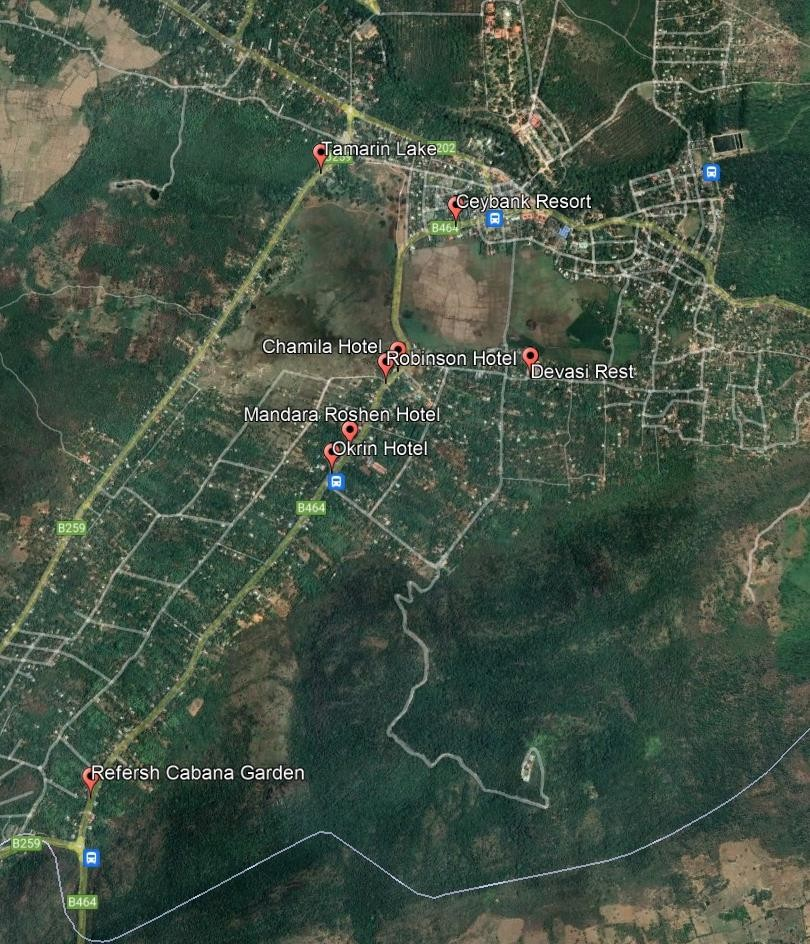 Tamarin Lake
202
B259
Ceybank Resort
B464
Chamila Hotel
Robinson Hotel
Devasi Rest
Mandara Roshen Hotel
Okrin Hotel
B464
B259
Refersh Cabana Garden
B259
B464